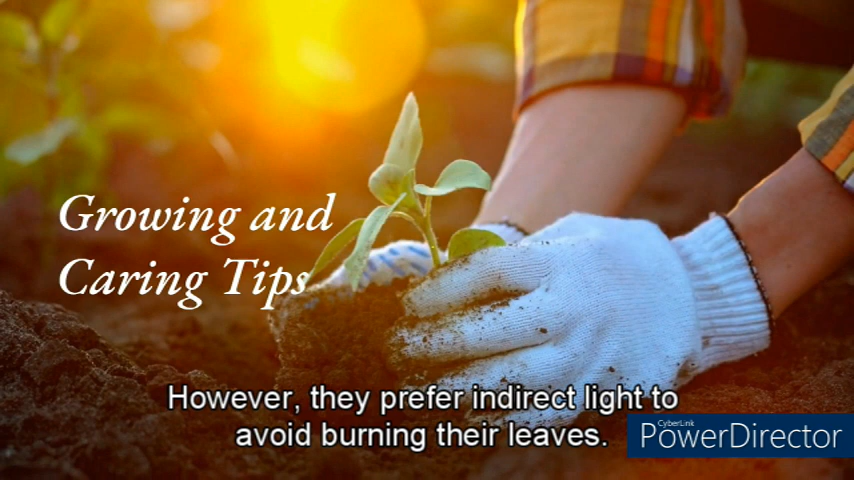 Growing and
Caring Tips
However, they prefer indirect light to
avoid burning their leaves.
CyberLink
PowerDirector